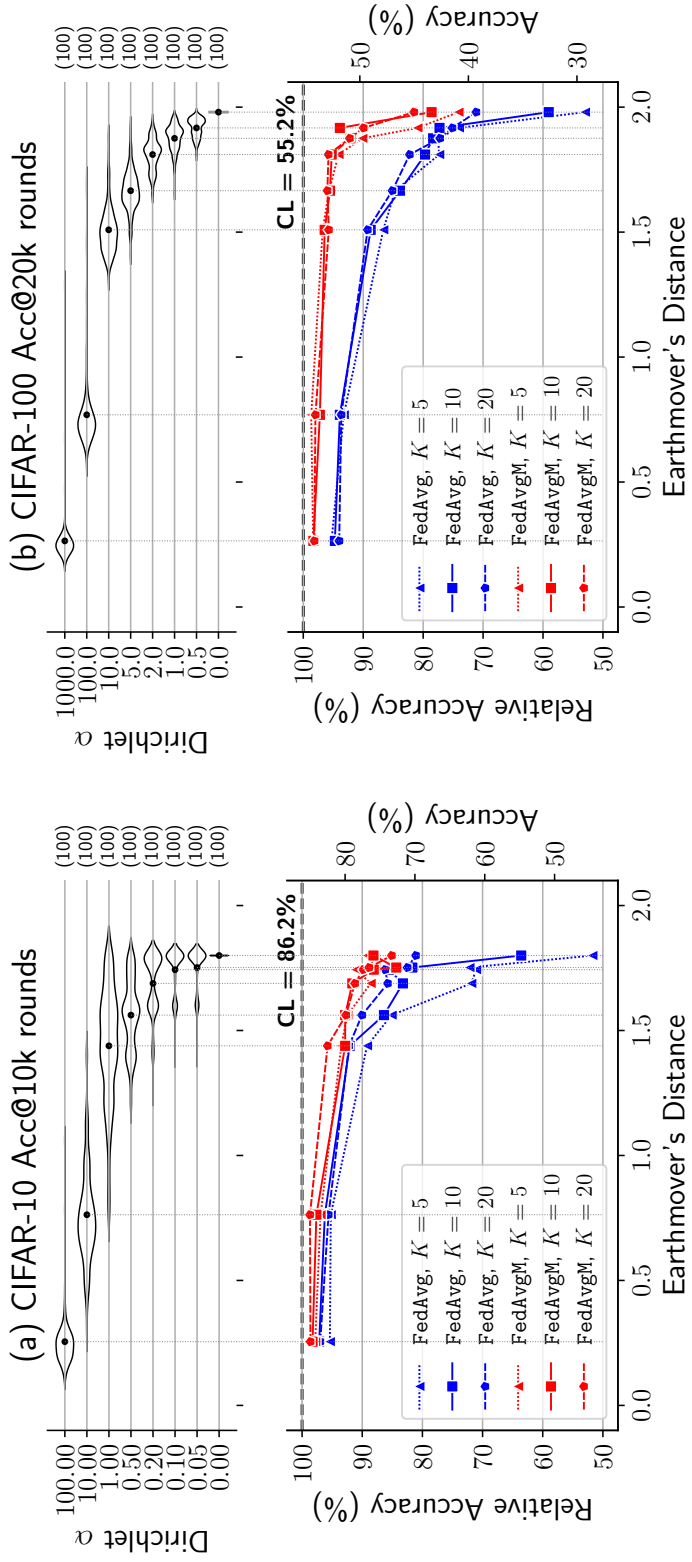 (a) CIFAR-10 Acc@10k rounds
Dirichlet α
100.00
10.00
1.00
0.50
0.20
0.10
0.05
0.00
(100)
(100)
(100)
(100)
(100)
(100)
(100)
(100)
CL = 86.2%
Relative Accuracy
(%)
100
90
80
70
60
50
Accuracy
(%)
80
70
60
50
FedAvg, K = 5
FedAvg, K = 10
FedAvg, K = 20
FedAvgM, K = 5
FedAvgM, K = 10
FedAvgM, K = 20
0.0
0.5
1.0
1.5
2.0
Earthmover's Distance
(b) CIFAR-100 Acc@20k rounds
Dirichlet α
1000.0
100.0
10.0
5.0
2.0
1.0
0.5
0.0
(100)
(100)
(100)
(100)
(100)
(100)
(100)
(100)
CL = 55.2%
Relative Accuracy
(%)
100
90
80
70
60
50
Accuracy
(%)
50
40
30
FedAvg, K = 5
FedAvg, K = 10
FedAvg, K = 20
FedAvgM, K = 5
FedAvgM, K = 10
FedAvgM, K = 20
0.0
0.5
1.0
1.5
2.0
Earthmover's Distance